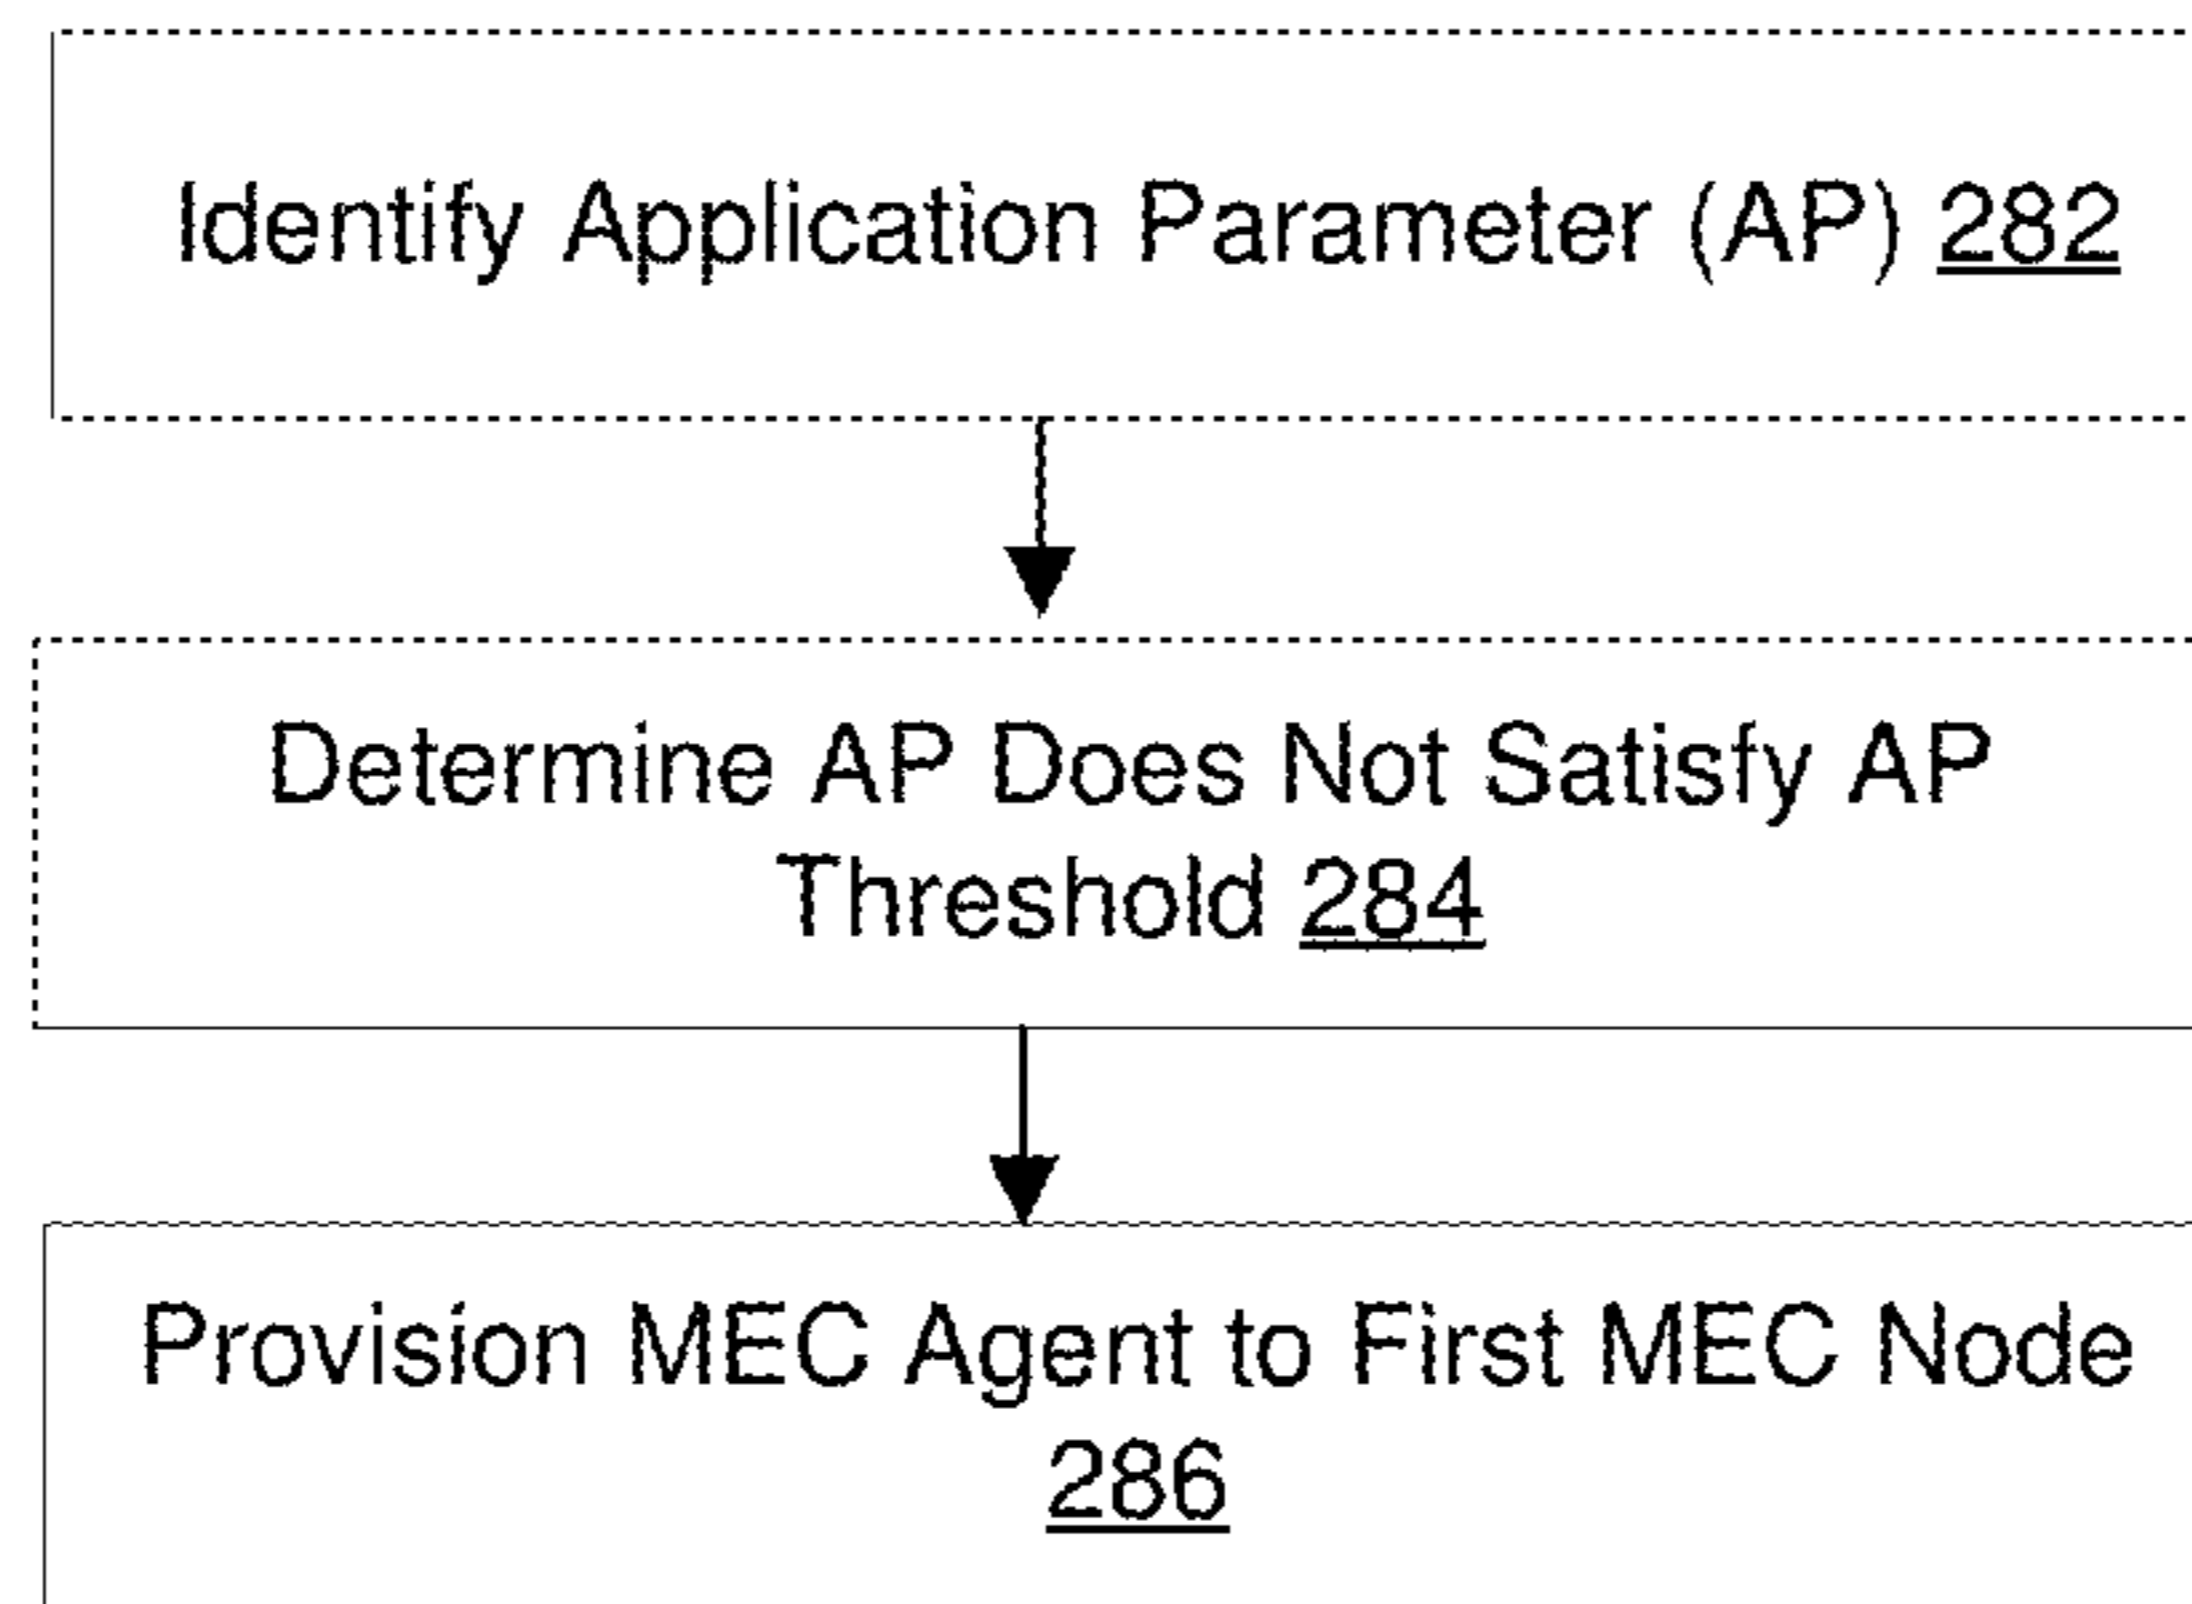 Identify Application Parameter (AP) 282
Determine AP Does Not Satisfy AP
Threshold 284
Provision MEC Agent to First MEC Node
286